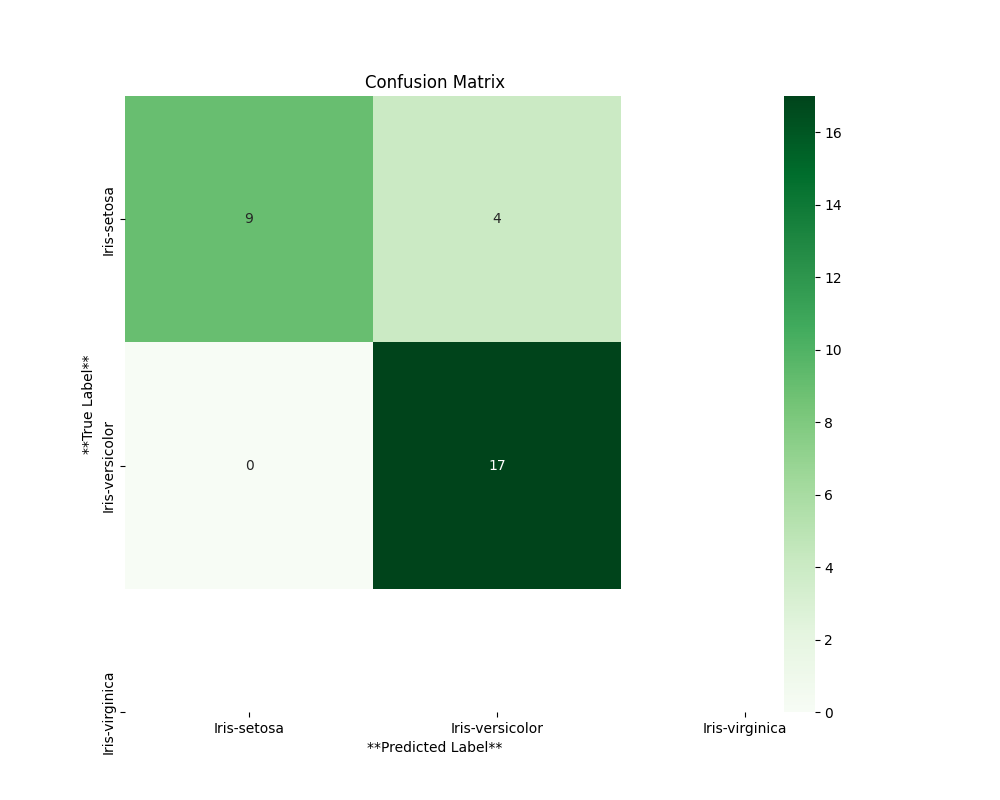 Confusion Matrix
**True Label**
Iris-setosa
Iris-versicolor
Iris-virginica
9
4
0
17
Iris-setosa
Iris-versicolor
Iris-virginica
**Predicted Label**
16
14
12
10
8
6
4
2
0